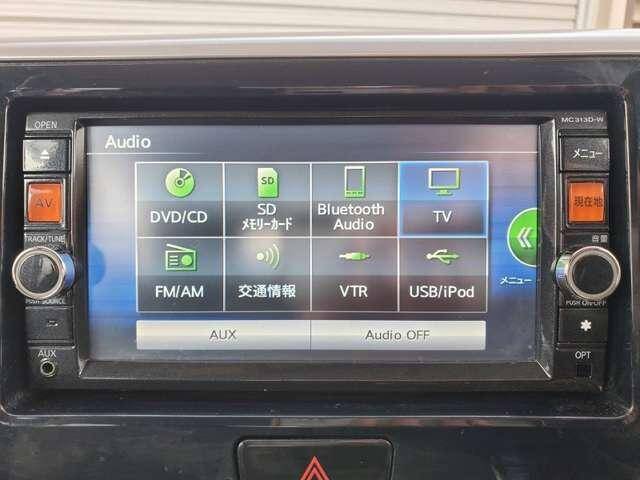 OPEN
MC313D-W
Audio
メニュー
AV
DVD/CD
SD
SD
メモリーカード
Bluetooth
Audio
TV
現在地
TRACK/TUNE
音量
FM/AM
交通情報
VTR
USB/iPod
メニュー
PUSH SOURCE
PUSH ON-OFF
AUX
Audio OFF
AUX
OPT